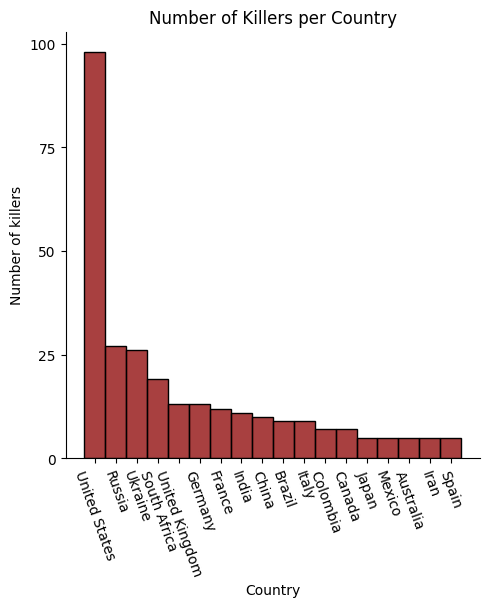 Number of Killers per Country
Number of killers
100
75
50
25
0
United States
Russia
Ukraine
South Africa
United Kingdom
Germany
France
India
China
Brazil
Italy
Colombia
Canada
Japan
Mexico
Australia
Iran
Spain
Country